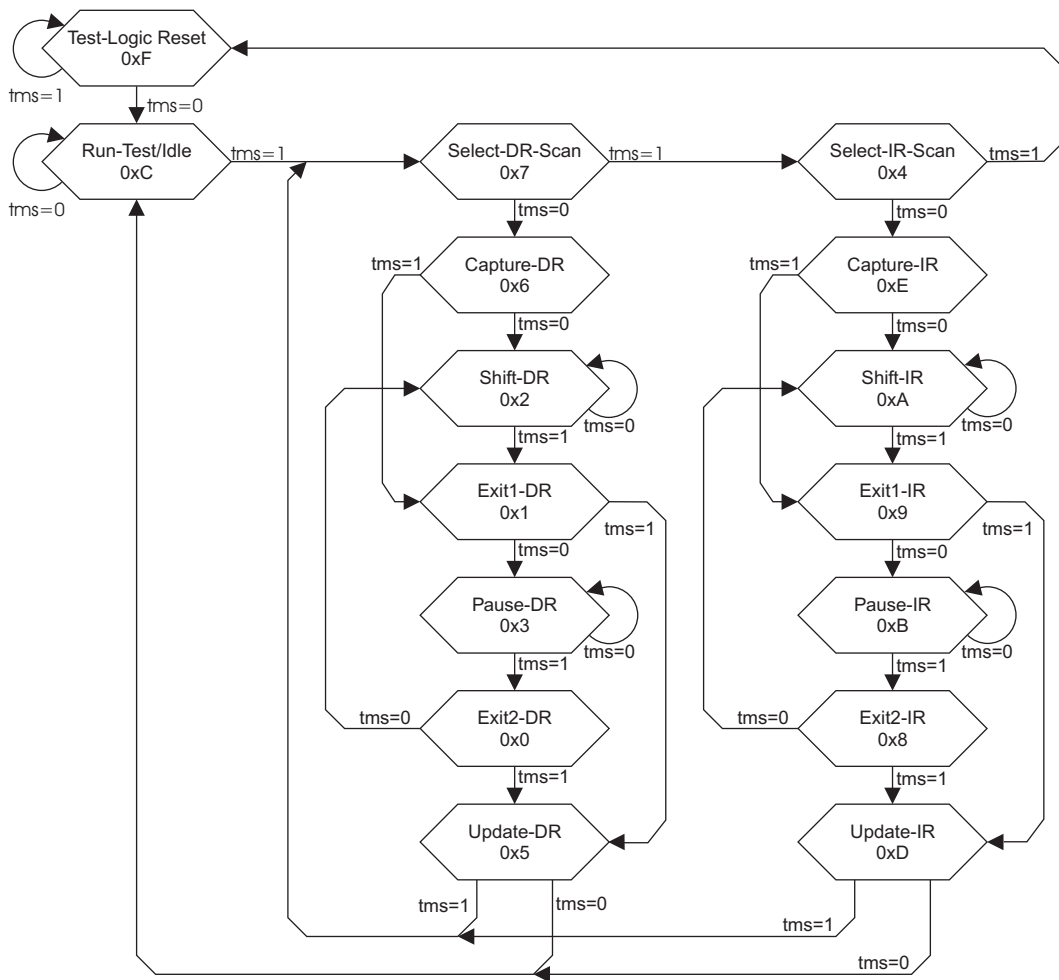 Test-Logic Reset
0xF
tms=1
tms=0
Run-Test/Idle
0xC
tms=1
tms=0
Select-DR-Scan
0x7
tms=1
tms=0
Select-IR-Scan
0x4
tms=1
tms=0
tms=1
Capture-DR
0x6
tms=0
tms=1
Capture-IR
0xE
tms=0
Shift-DR
0x2
tms=0
tms=1
Shift-IR
0xA
tms=0
tms=1
Exit1-DR
0x1
tms=1
tms=0
Exit1-IR
0x9
tms=1
tms=0
Pause-DR
0x3
tms=0
tms=1
Pause-IR
0xB
tms=0
tms=1
tms=0
Exit2-DR
0x0
tms=1
tms=0
Exit2-IR
0x8
tms=1
Update-DR
0x5
tms=1
tms=0
Update-IR
0xD
tms=1
tms=0